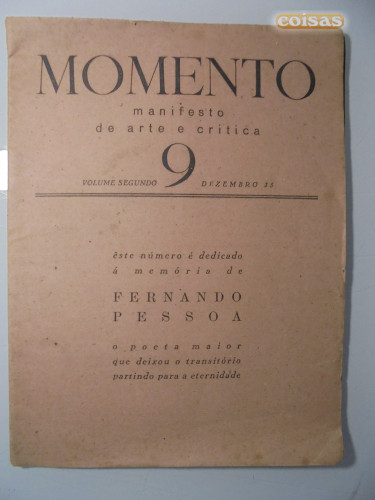 coisas
MOMENTO
manifesto
de arte e crítica
VOLUME SEGUNDO 9 DEZEMBRO 35
êste número é dedicado
á memória de
FERNANDO
PESSOA
o poeta maior
que deixou o transitório
partindo para a eternidade